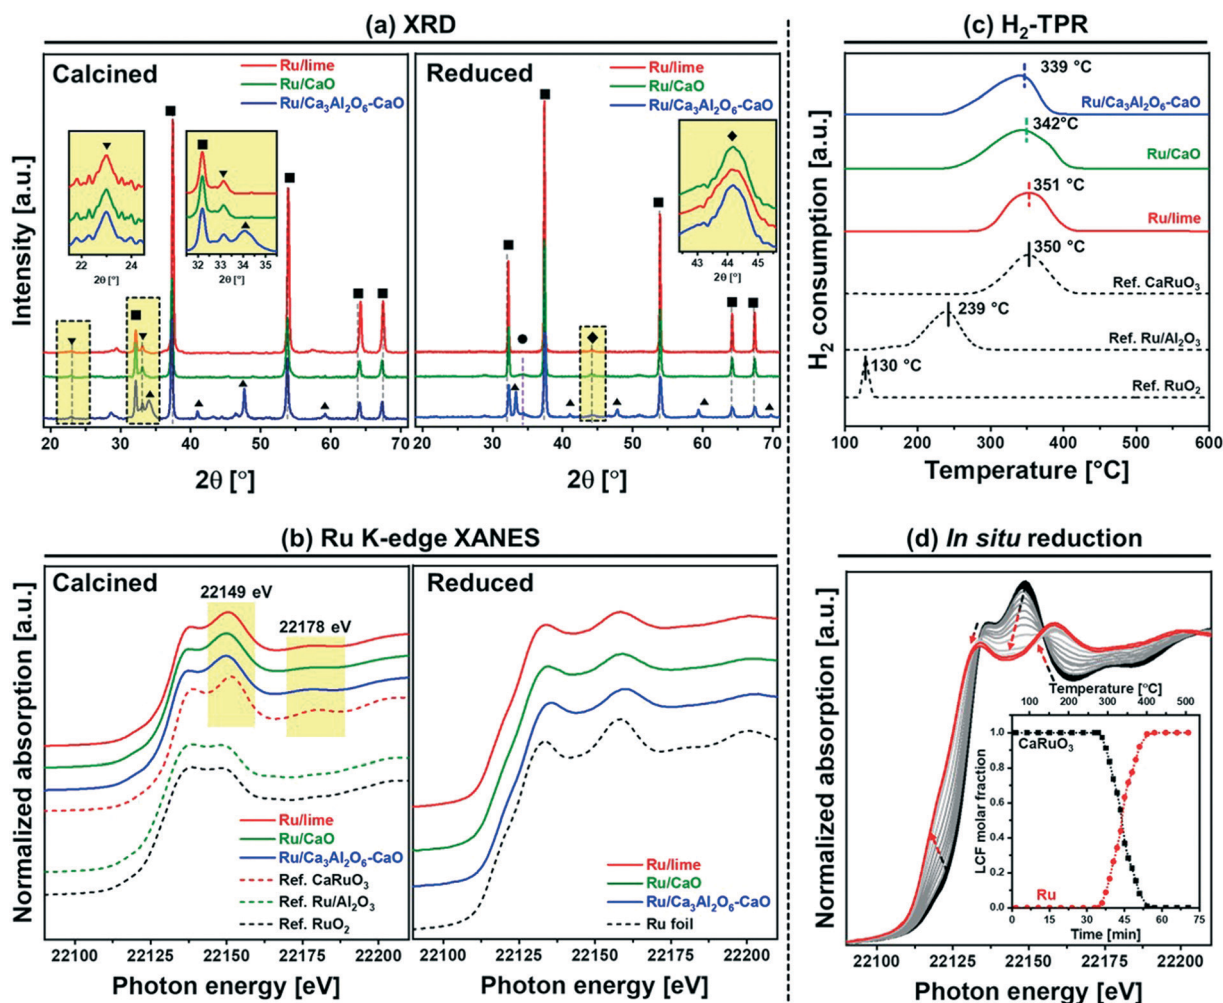 (a) XRD
Calcined
Ru/lime
Ru/CaO
Ru/Ca₃Al₂O₆-CaO
22 24
2θ [°]
31.5 32.5 33.5 34.5 35.5
2θ [°]
Intensity [a.u.]
20 30 40 50 60 70
2θ [°]
Reduced
Ru/lime
Ru/CaO
Ru/Ca₃Al₂O₆-CaO
43 44 45
2θ [°]
20 30 40 50 60 70
2θ [°]
(c) H₂-TPR
339 °C
Ru/Ca₃Al₂O₆-CaO
342°C
Ru/CaO
351 °C
Ru/lime
350 °C
Ref. CaRuO₃
239 °C
Ref. Ru/Al₂O₃
130 °C
Ref. RuO₂
H₂ consumption [a.u.]
100 200 300 400 500 600
Temperature [°C]
(b) Ru K-edge XANES
Calcined
22149 eV
22178 eV
Ru/lime
Ru/CaO
Ru/Ca₃Al₂O₆-CaO
Ref. CaRuO₃
Ref. Ru/Al₂O₃
Ref. RuO₂
Normalized absorption [a.u.]
22100 22125 22150 22175 22200
Photon energy [eV]
Reduced
Ru/lime
Ru/CaO
Ru/Ca₃Al₂O₆-CaO
Ru foil
22100 22125 22150 22175 22200
Photon energy [eV]
(d) In situ reduction
Normalized absorption [a.u.]
Temperature [°C]
100 200 300 400 500
CaRuO₃
Ru
LCF molar fraction
1.0
0.8
0.6
0.4
0.2
0.0
0 15 30 45 60 75
Time [min]
22100 22125 22150 22175 22200
Photon energy [eV]